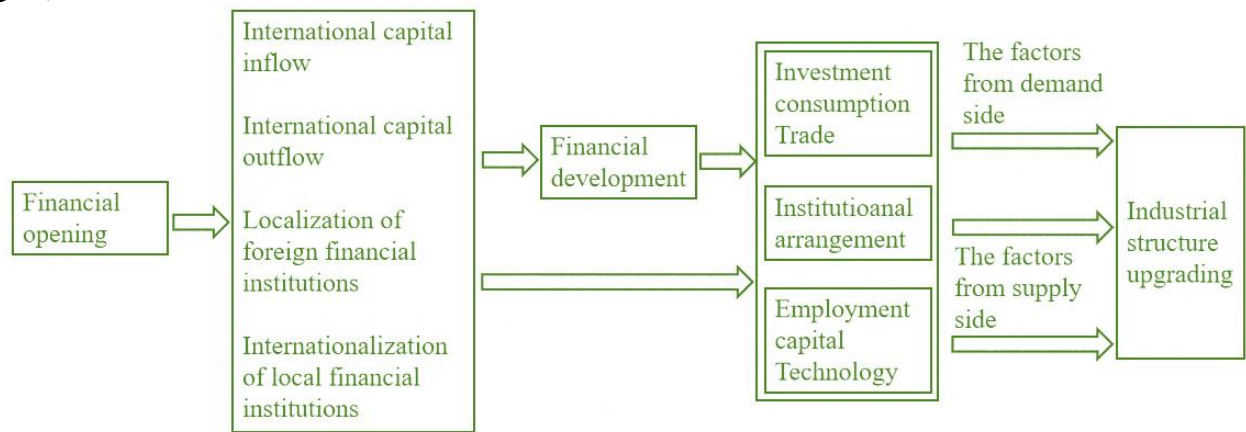 Financial
opening
International capital
inflow
International capital
outflow
Localization of
foreign financial
institutions
Internationalization
of local financial
institutions
Financial
development
Investment
consumption
Trade
Institutioanal
arrangement
Employment
capital
Technology
The factors
from demand
side
The factors
from supply
side
Industrial
structure
upgrading